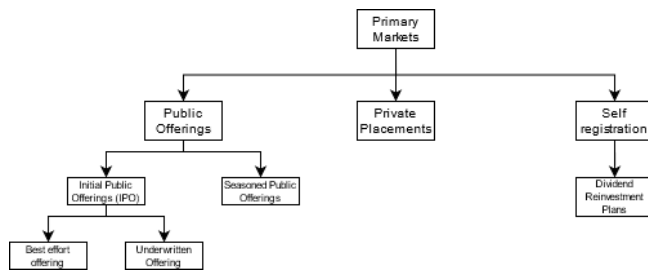 Primary
Markets
Public
Offerings
Private
Placements
Self
registration
Initial Public
Offerings (IPO)
Seasoned Public
Offerings
Dividend
Reinvestment
Plans
Best effort
offering
Underwritten
Offering